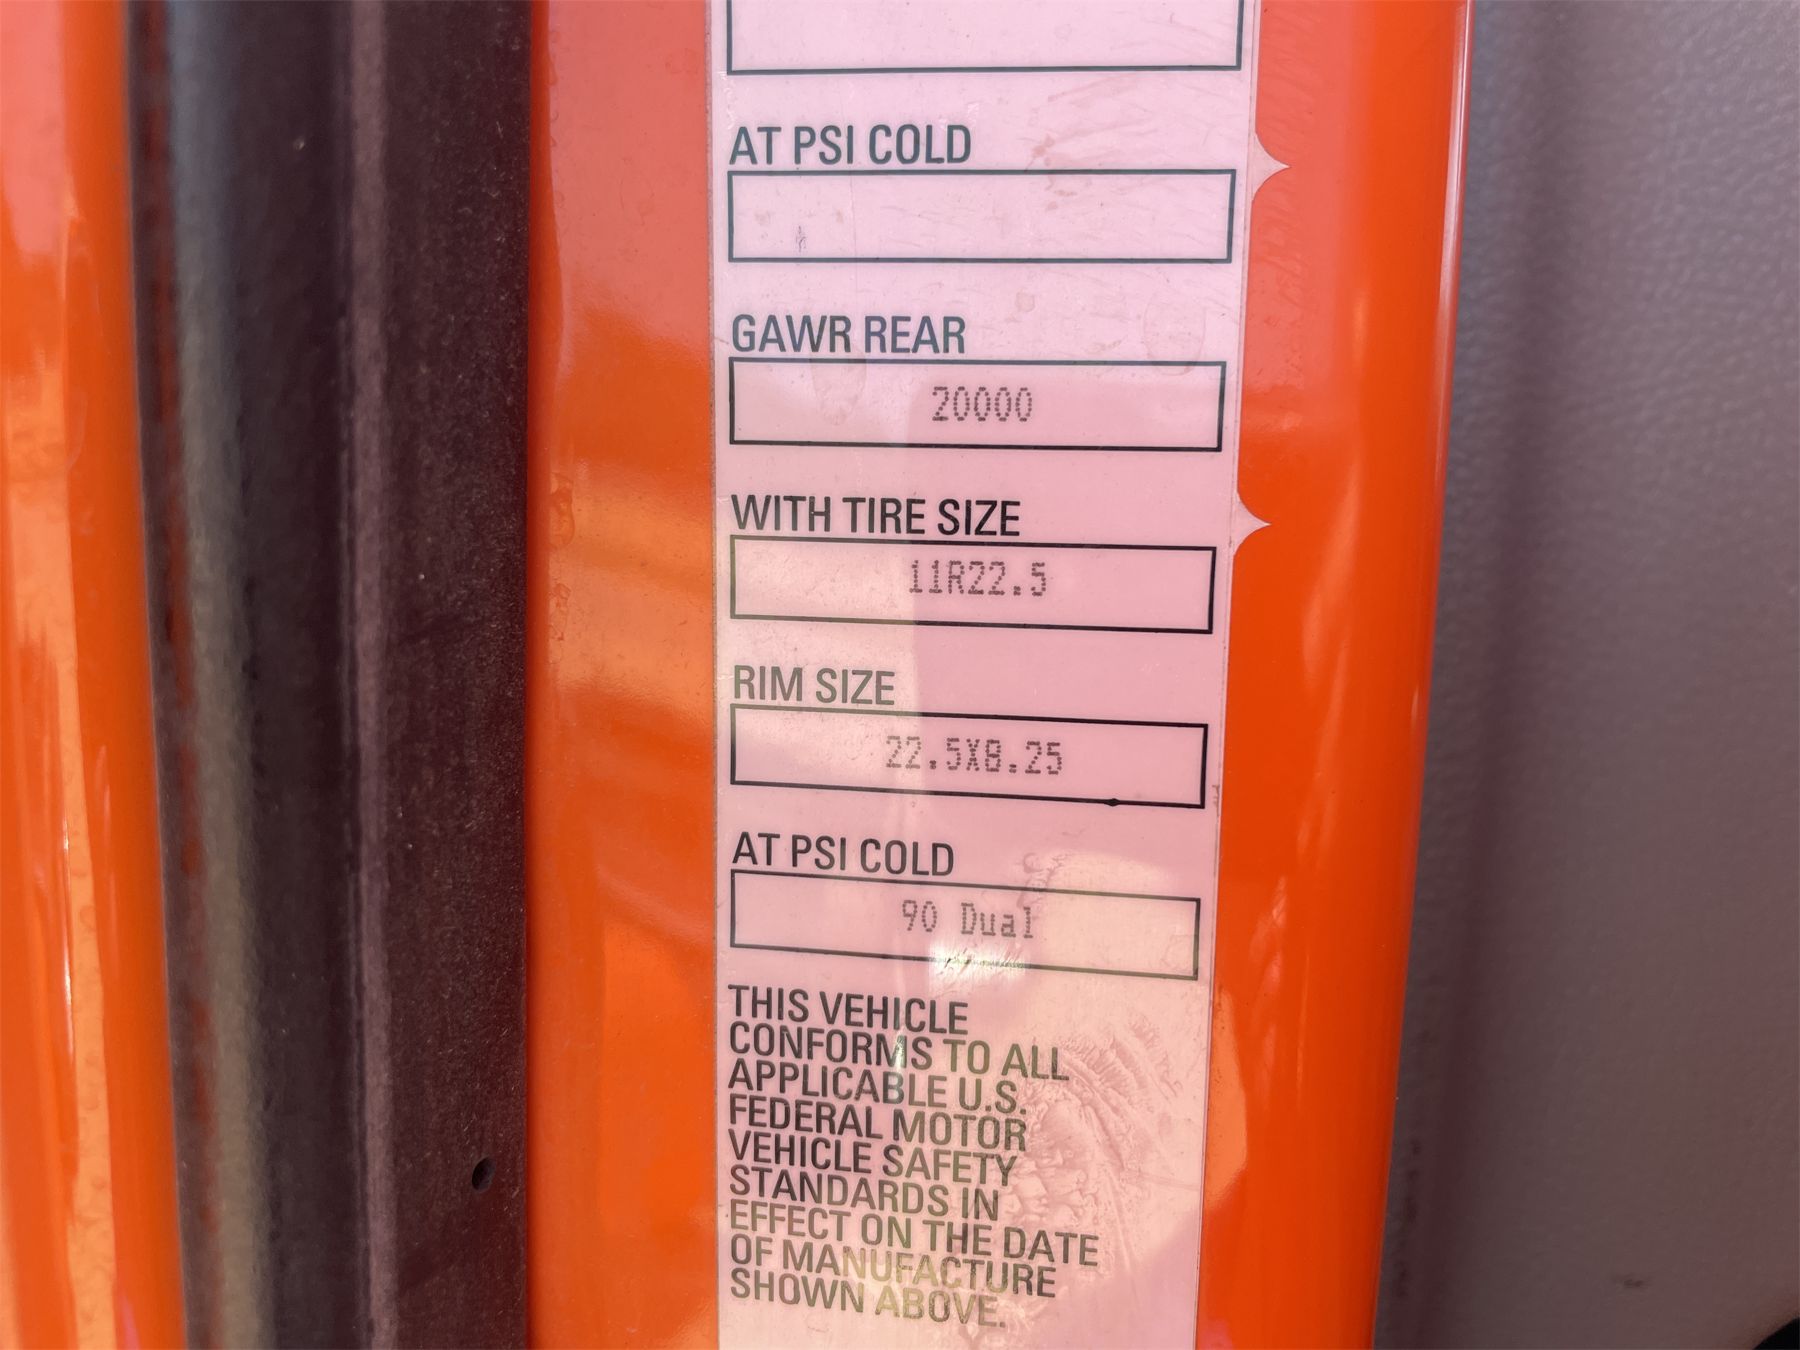 AT PSI COLD
GAWR REAR
20000
WITH TIRE SIZE
11R22.5
RIM SIZE
22.5X8.25
AT PSI COLD
90 Dual
THIS VEHICLE
CONFORMS TO ALL
APPLICABLE U.S.
FEDERAL MOTOR
VEHICLE SAFETY
STANDARDS IN
EFFECT ON THE DATE
OF MANUFACTURE
SHOWN ABOVE.